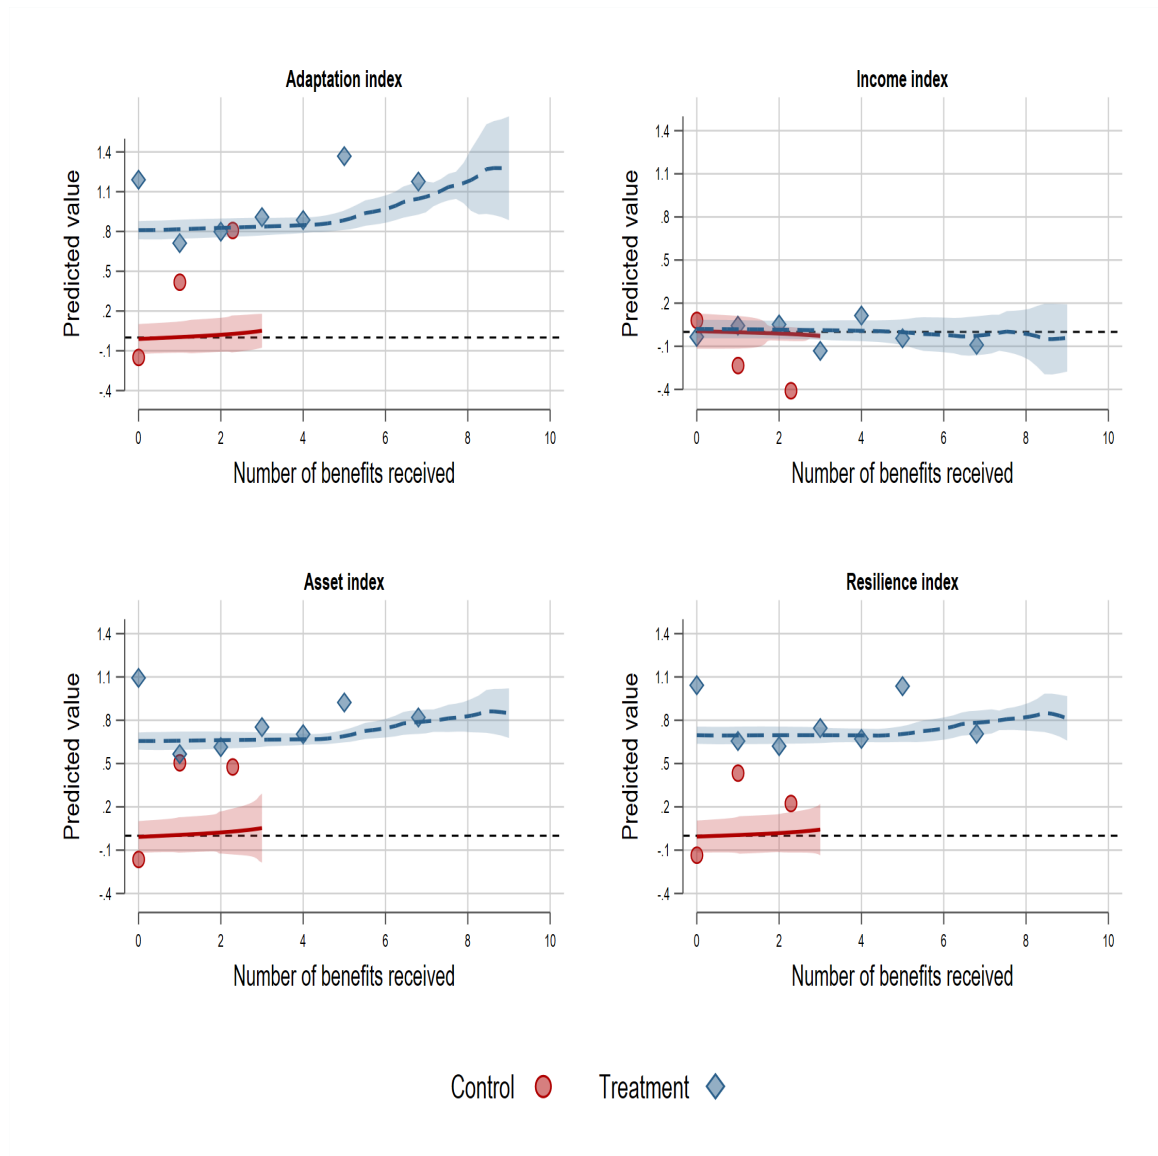 Adaptation index
Predicted value
1.4
1.1
.8
.5
.2
-.1
-.4
0 2 4 6 8 10
Number of benefits received
Income index
Predicted value
1.4
1.1
.8
.5
.2
-.1
-.4
0 2 4 6 8 10
Number of benefits received
Asset index
Predicted value
1.4
1.1
.8
.5
.2
-.1
-.4
0 2 4 6 8 10
Number of benefits received
Resilience index
Predicted value
1.4
1.1
.8
.5
.2
-.1
-.4
0 2 4 6 8 10
Number of benefits received
Control Treatment